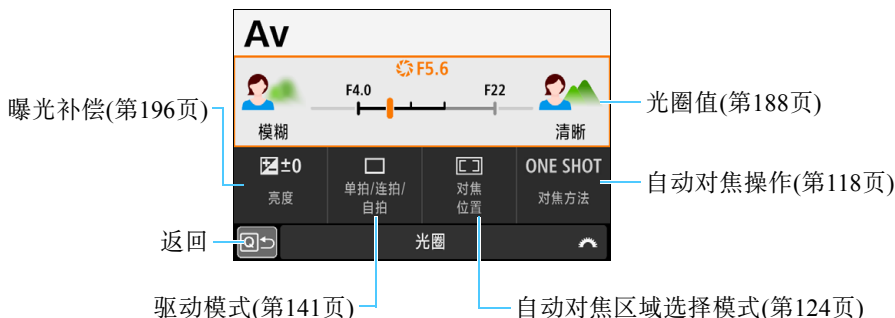 Av
F5.6
F4.0
F22
模糊
清晰
曝光补偿(第196页)
光圈值(第188页)
±0
亮度
单拍/连拍/
自拍
对焦
位置
ONE SHOT
对焦方法
自动对焦操作(第118页)
返回
Q
光圈
驱动模式(第141页)
自动对焦区域选择模式(第124页)